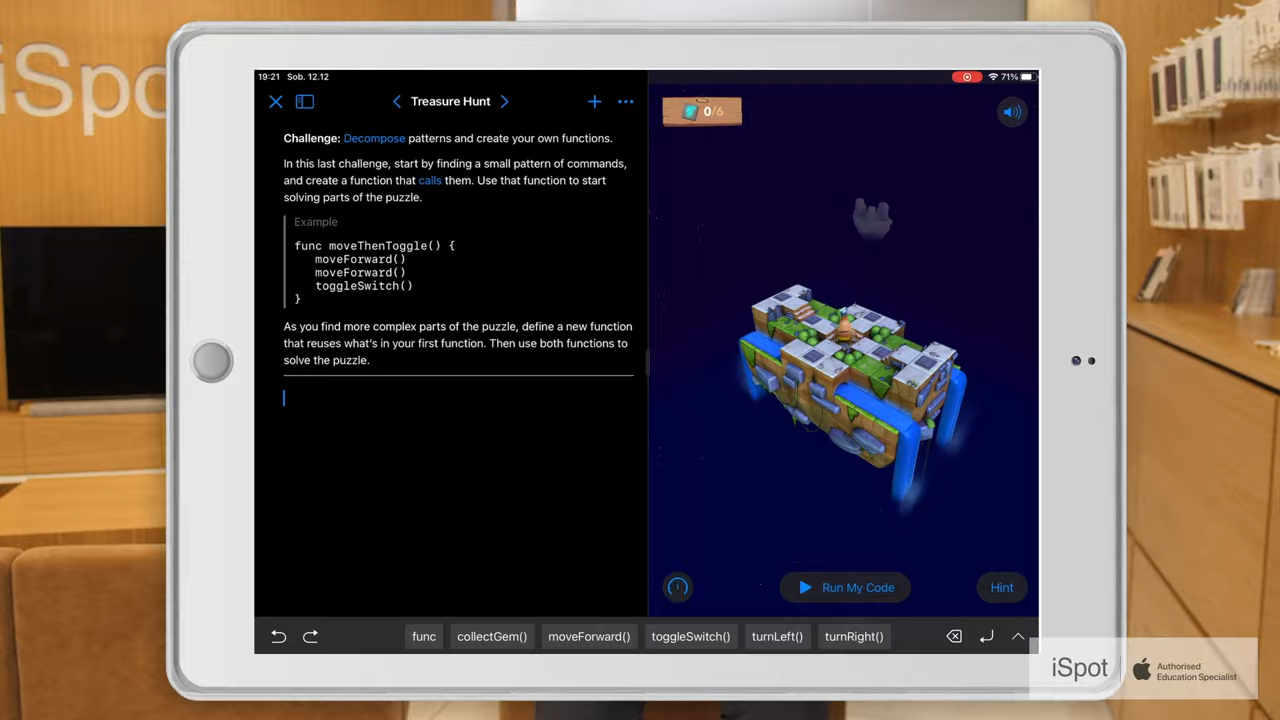 iSpo
19:21 Sob. 12.12
71%
Treasure Hunt
0/6
Challenge: Decompose patterns and create your own functions.
In this last challenge, start by finding a small pattern of commands,
and create a function that calls them. Use that function to start
solving parts of the puzzle.
Example
func moveThenToggle() {
moveForward()
moveForward()
toggleSwitch()
}
As you find more complex parts of the puzzle, define a new function
that reuses what's in your first function. Then use both functions to
solve the puzzle.
Run My Code
Hint
func collectGem() moveForward() toggleSwitch() turnLeft() turnRight()
iSpot
Authorised
Education Specialist